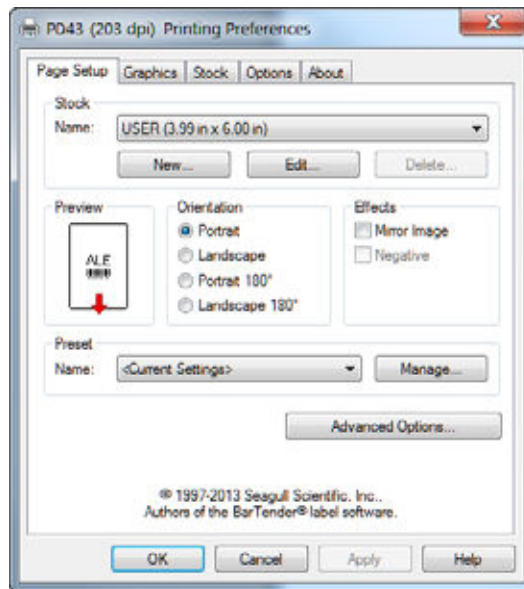 PD43 (203 dpi) Printing Preferences
Page Setup Graphics Stock Options About
Stock
Name: USER (3.99 in x 6.00 in)
New... Edit... Delete...
Preview Orientation Effects
Portrait Mirror Image
ALE Landscape Negative
Portrait 180°
Landscape 180°
Preset
Name: <Current Settings> Manage...
Advanced Options...
© 1997-2013 Seagull Scientific, Inc..
Authors of the BarTender® label software.
OK Cancel Apply Help